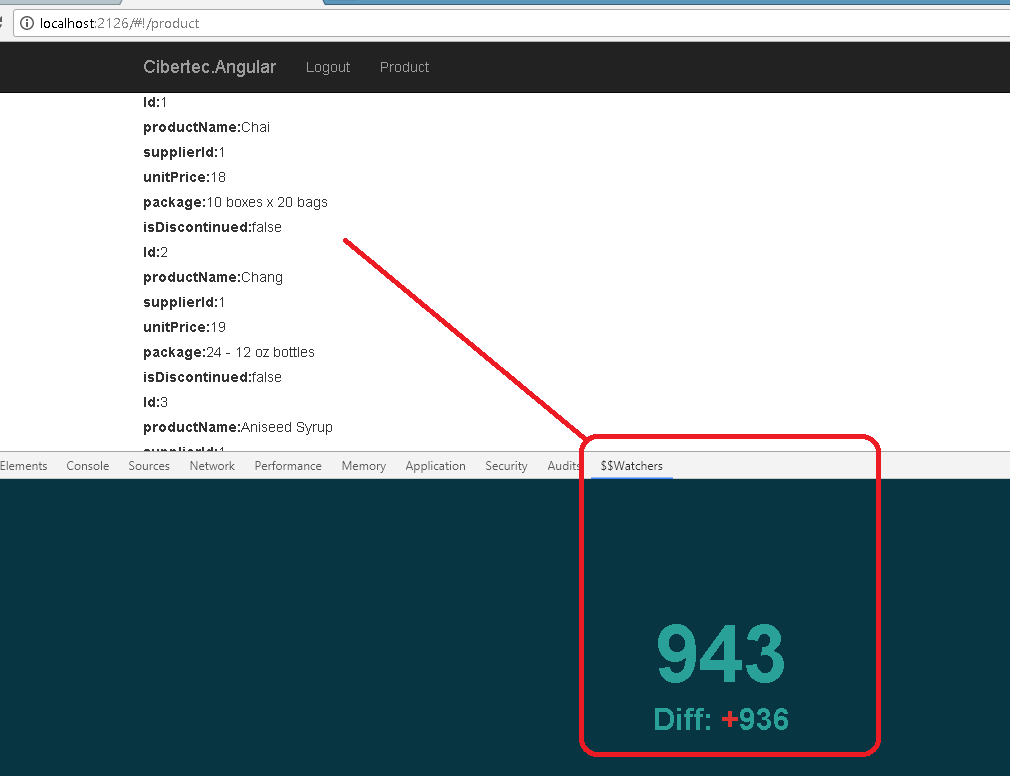 localhost:2126/#!/product
Cibertec.Angular Logout Product
Id:1
productName:Chai
supplierId:1
unitPrice:18
package:10 boxes x 20 bags
isDiscontinued:false
Id:2
productName:Chang
supplierId:1
unitPrice:19
package:24 - 12 oz bottles
isDiscontinued:false
Id:3
productName:Aniseed Syrup
supplierId:1
Elements Console Sources Network Performance Memory Application Security Audits $$Watchers
943
Diff: +936